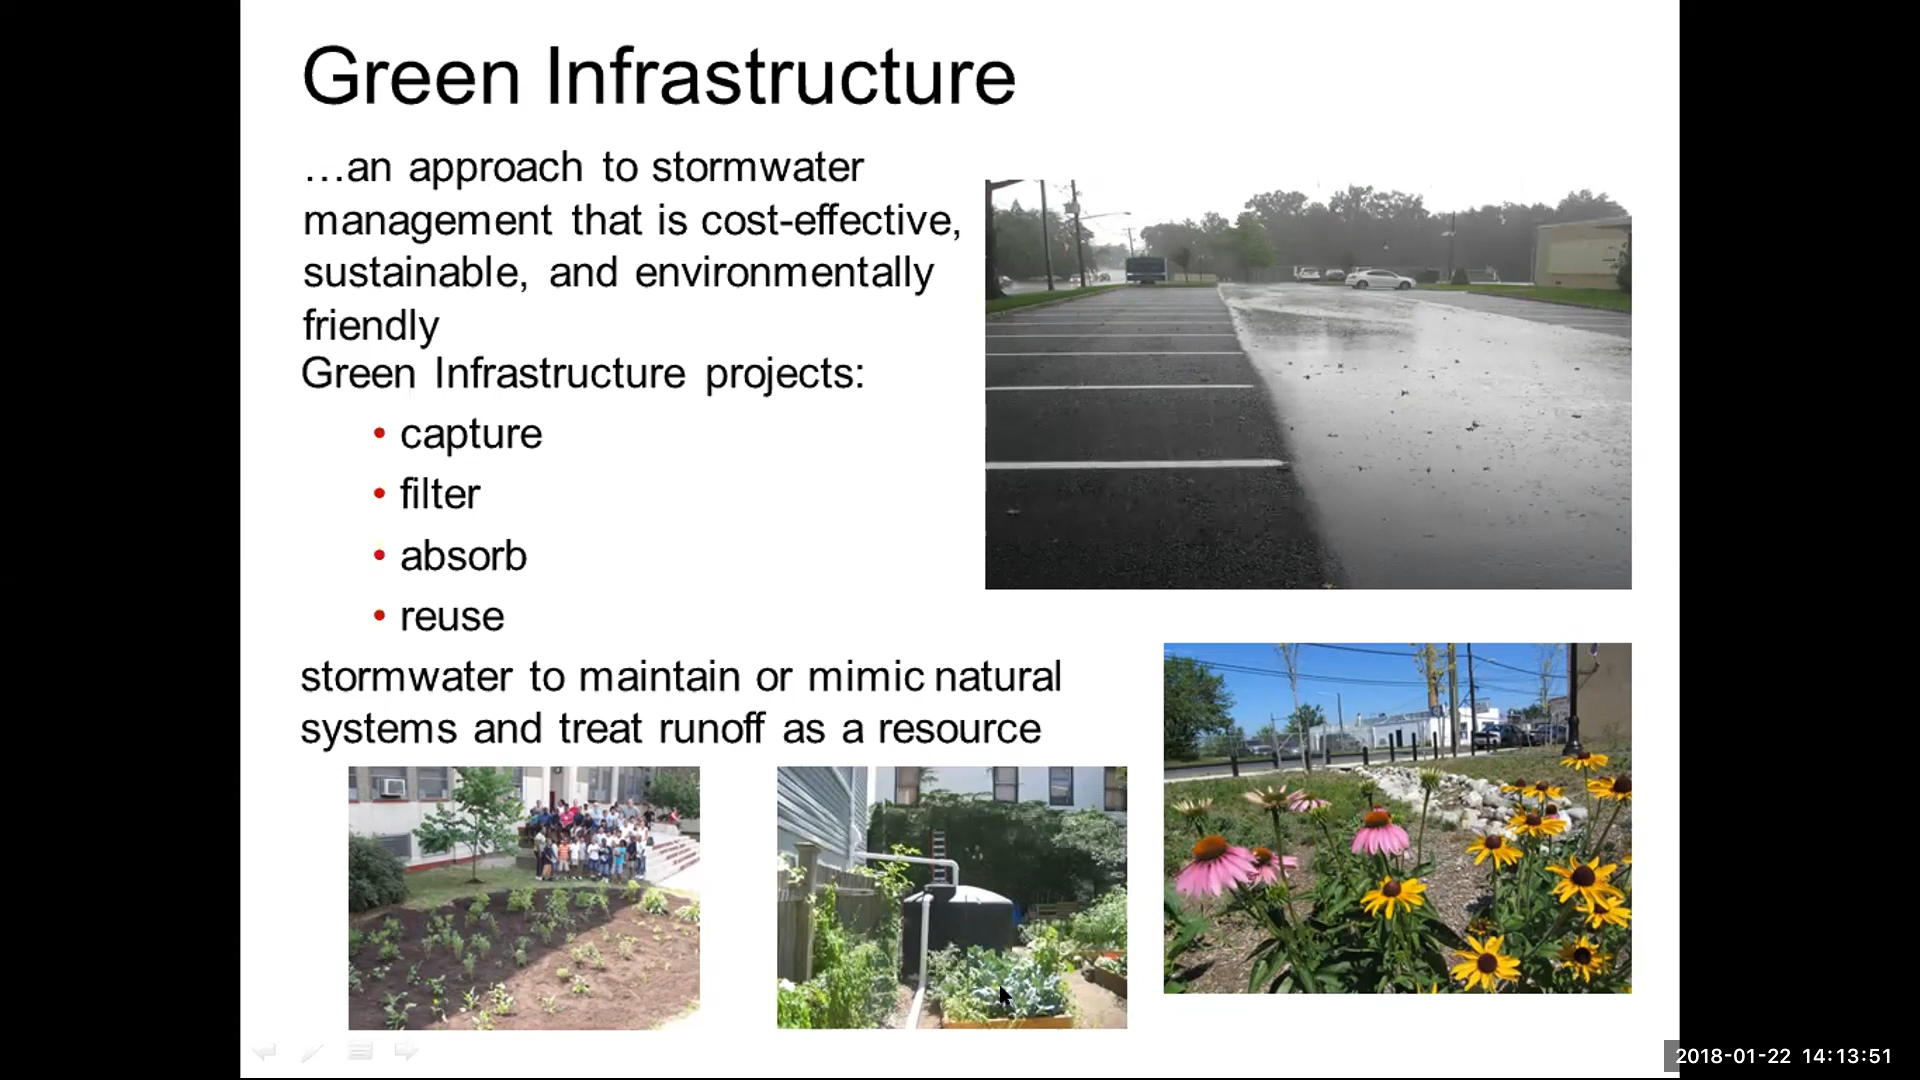 Green Infrastructure
…an approach to stormwater
management that is cost-effective,
sustainable, and environmentally
friendly
Green Infrastructure projects:
• capture
• filter
• absorb
• reuse
stormwater to maintain or mimic natural
systems and treat runoff as a resource
2018-01-22 14:13:51